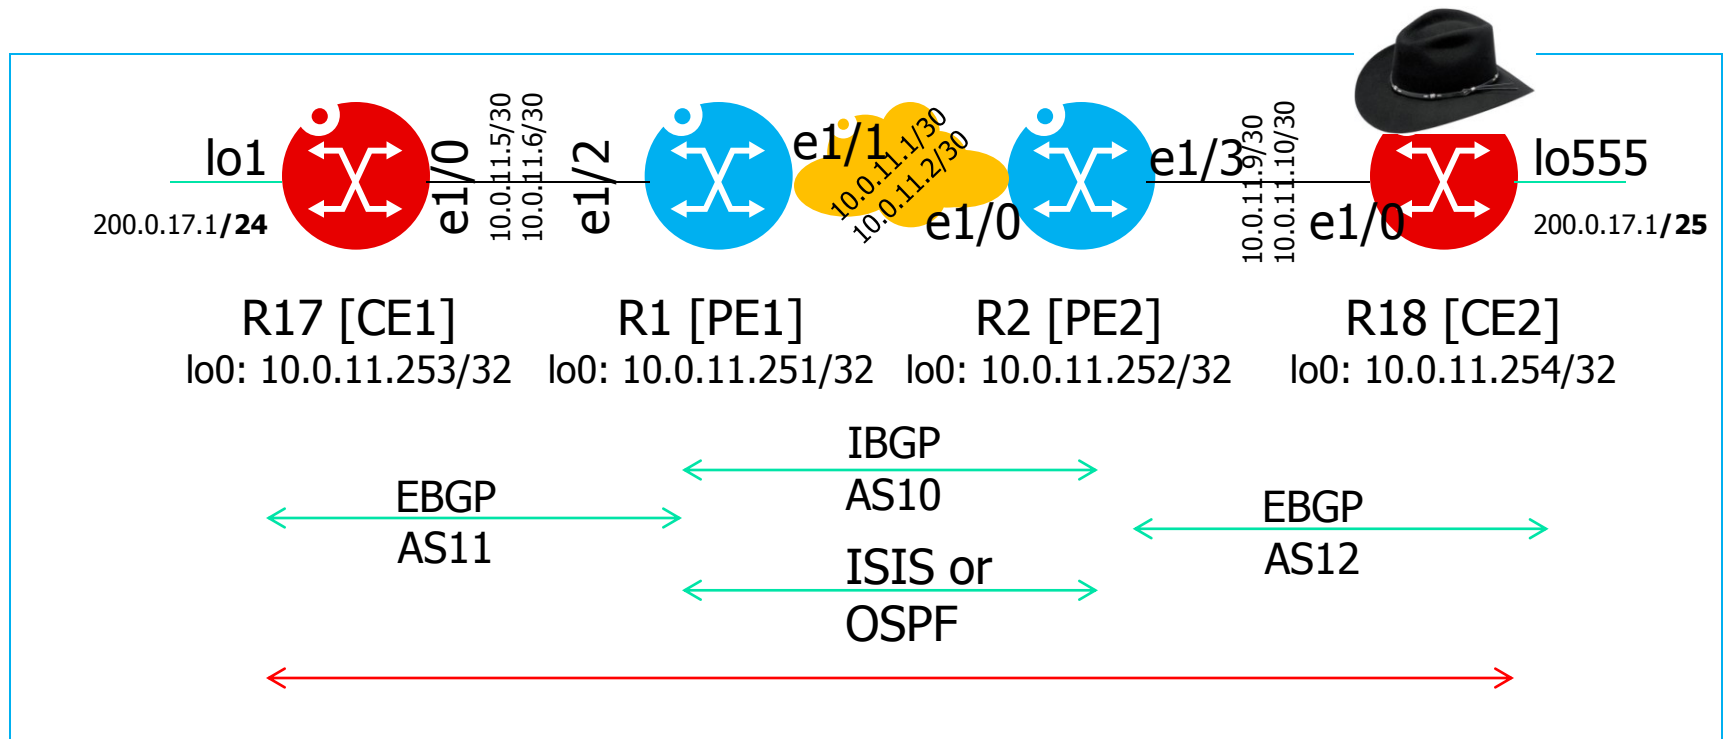 lo1
200.0.17.1/24
e1/0
10.0.11.5/30
10.0.11.6/30
e1/2
e1/1
10.0.11.1/30
10.0.11.2/30
e1/0
e1/3
10.0.11.9/30
10.0.11.10/30
e1/0
lo555
200.0.17.1/25
R17 [CE1]
lo0: 10.0.11.253/32
R1 [PE1]
lo0: 10.0.11.251/32
R2 [PE2]
lo0: 10.0.11.252/32
R18 [CE2]
lo0: 10.0.11.254/32
IBGP
AS10
EBGP
AS11
EBGP
AS12
ISIS or
OSPF